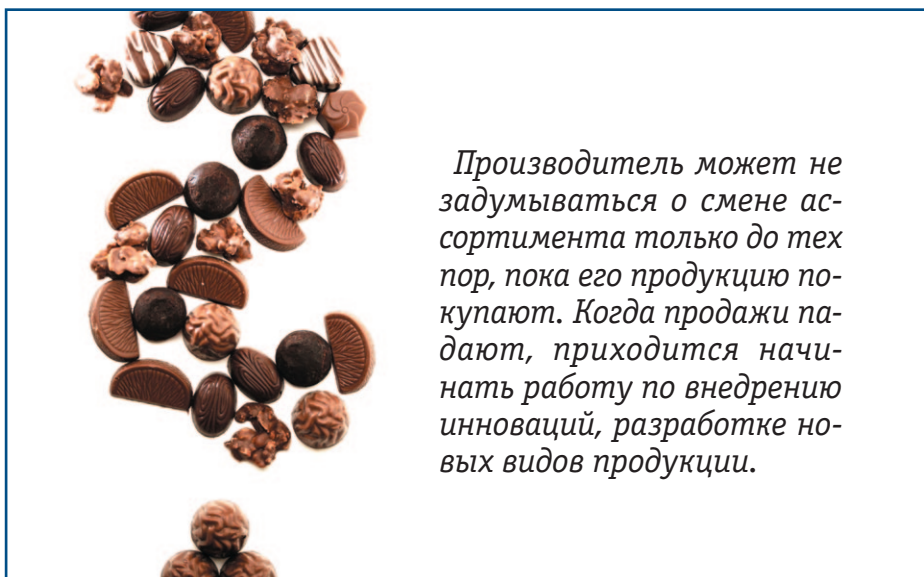 Производитель может не
задумываться о смене ас-
сортимента только до тех
пор, пока его продукцию по-
купают. Когда продажи па-
дают, приходится начи-
нать работу по внедрению
инноваций, разработке но-
вых видов продукции.